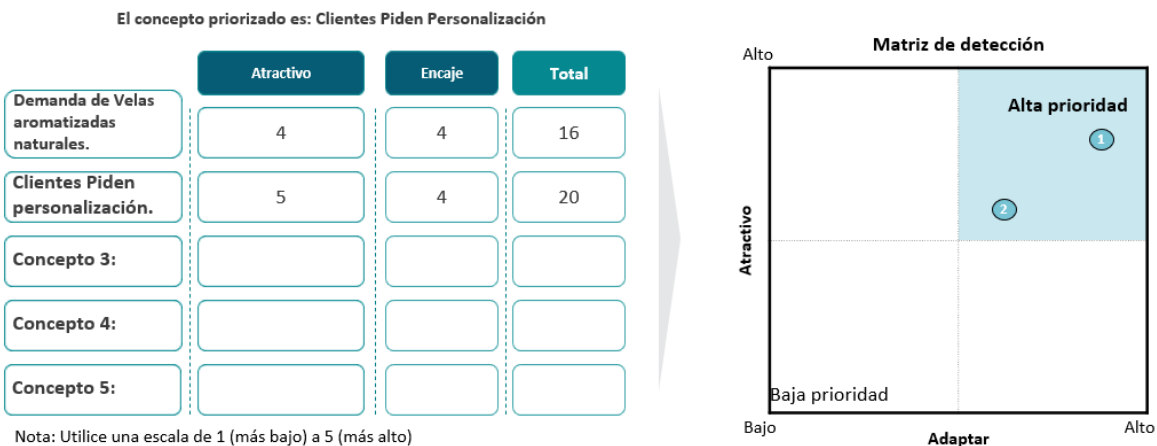 El concepto priorizado es: Clientes Piden Personalización
Atractivo
Encaje
Total
Demanda de Velas
aromatizadas
naturales.
4
4
16
Clientes Piden
personalización.
5
4
20
Concepto 3:
Concepto 4:
Concepto 5:
Nota: Utilice una escala de 1 (más bajo) a 5 (más alto)
Matriz de detección
Alto
Alta prioridad
1
2
Atractivo
Baja prioridad
Bajo
Adaptar
Alto